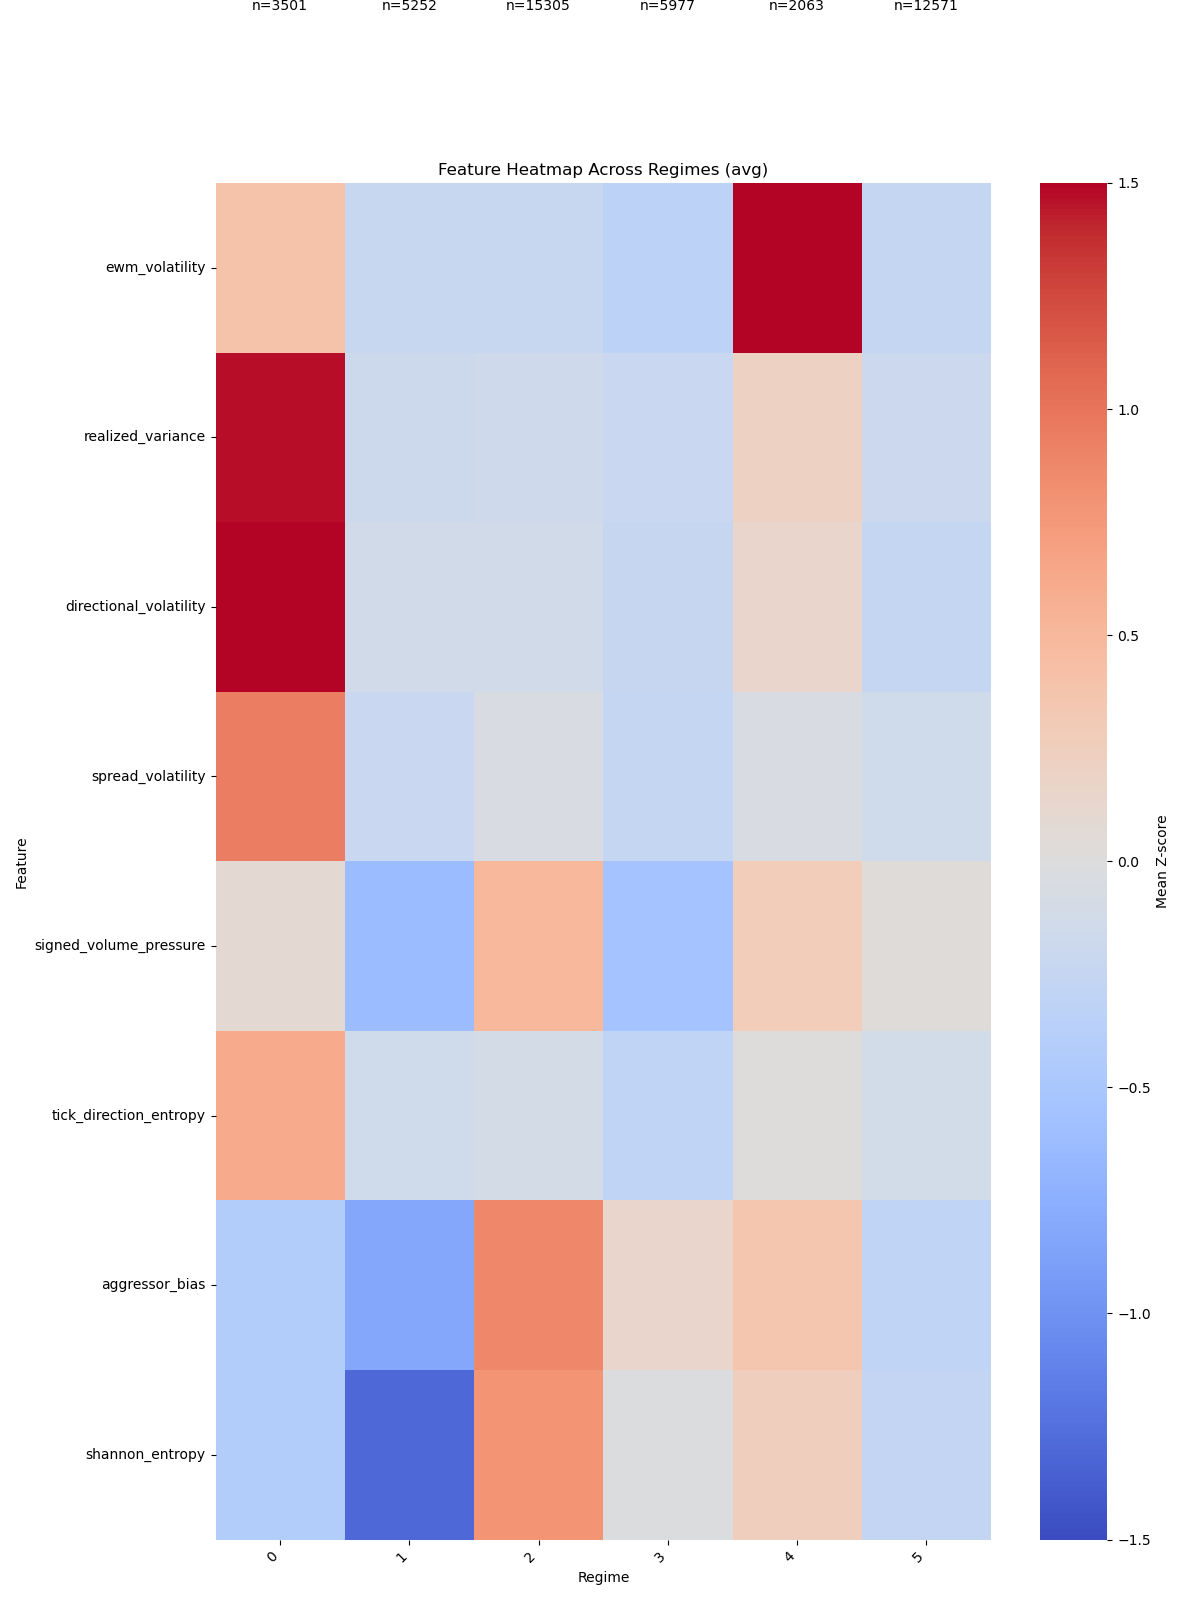 n=3501 n=5252 n=15305 n=5977 n=2063 n=12571
Feature Heatmap Across Regimes (avg)
ewm_volatility
realized_variance
directional_volatility
spread_volatility
signed_volume_pressure
tick_direction_entropy
aggressor_bias
shannon_entropy
Feature
0 1 2 3 4 5
Regime
1.5
1.0
0.5
0.0
−0.5
−1.0
−1.5
Mean Z-score